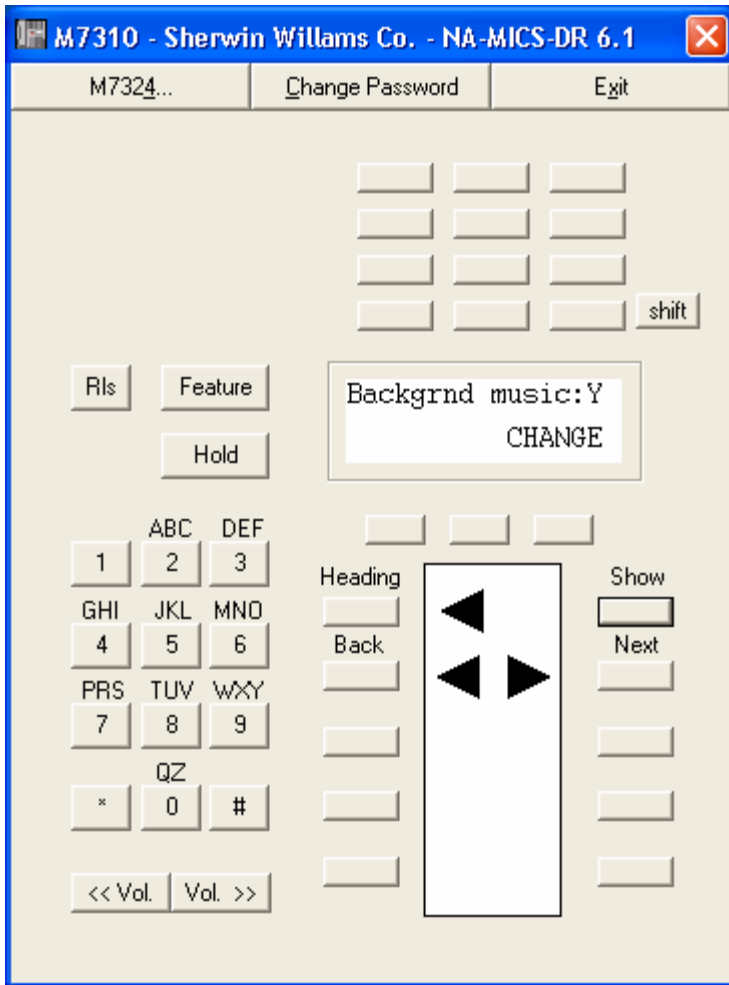 M7310 - Sherwin Willams Co. - NA-MICS-DR 6.1
M7324... Change Password Exit
shift
Rls Feature
Backgrnd music:Y
CHANGE
Hold
ABC DEF
1 2 3
GHI JKL MNO
4 5 6
PRS TUV WXY
7 8 9
QZ
* 0 #
<< Vol. Vol. >>
Heading Show
Back Next